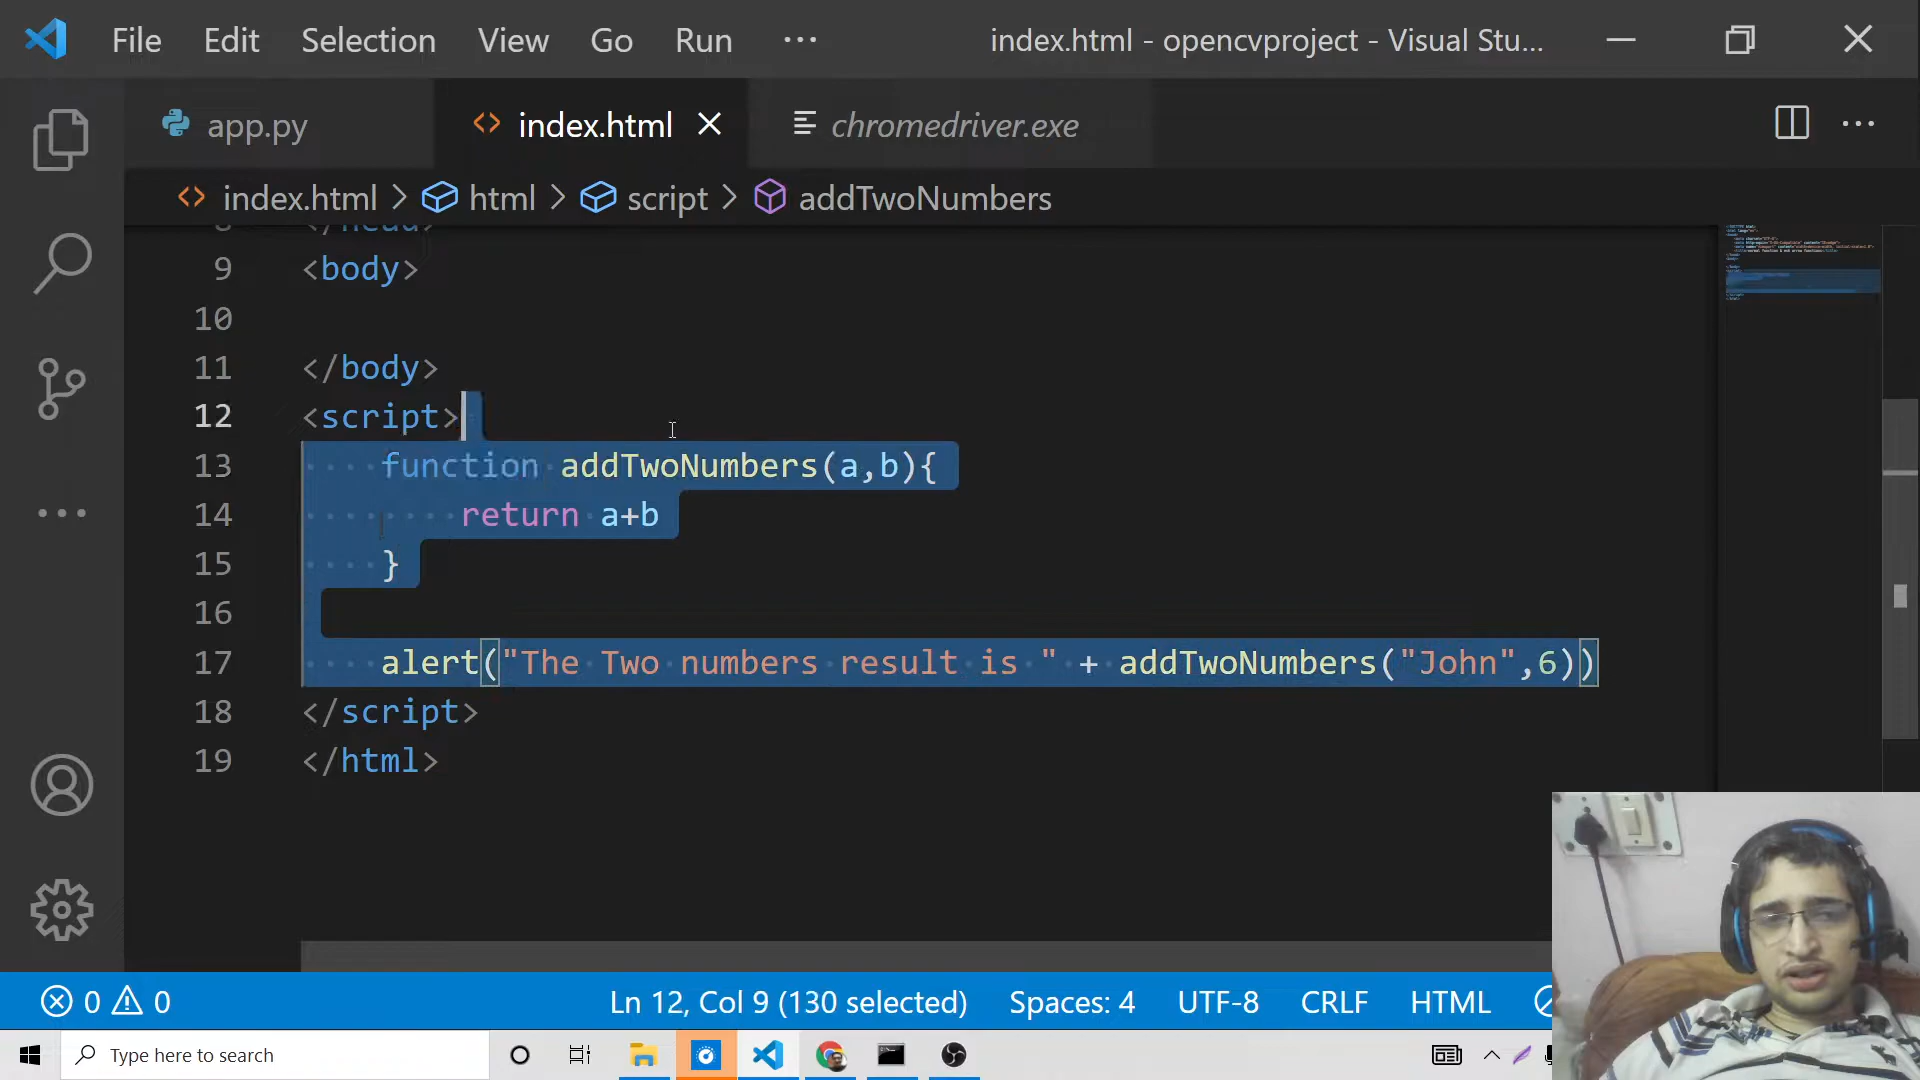 File Edit Selection View Go Run ··· index.html - opencvproject - Visual Stu...
app.py index.html chromedriver.exe
index.html > html > script > addTwoNumbers
8 </head>
9 <body>
10
11 </body>
12 <script>
13 function addTwoNumbers(a,b){
14 return a+b
15 }
16
17 alert("The Two numbers result is " + addTwoNumbers("John",6))
18 </script>
19 </html>
0 0 Ln 12, Col 9 (130 selected) Spaces: 4 UTF-8 CRLF HTML
Type here to search